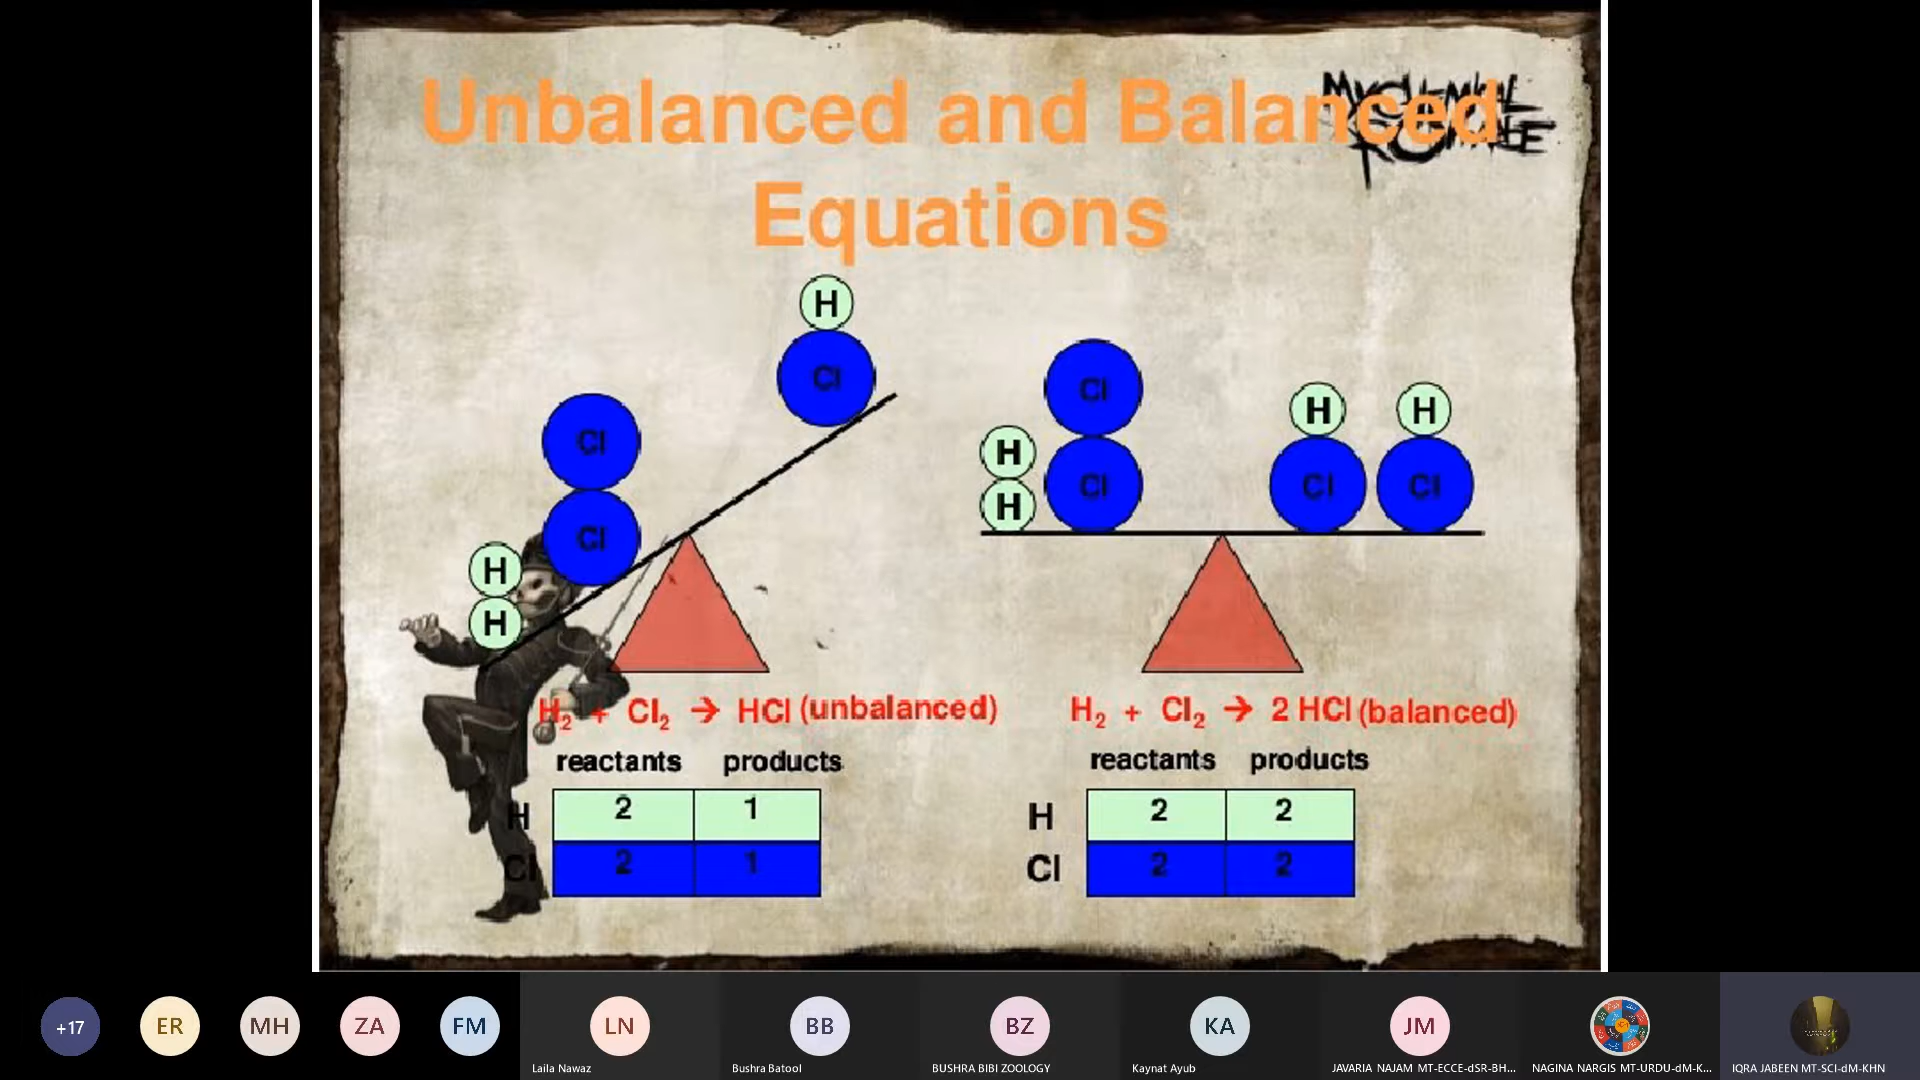 Unbalanced and Balanced
Equations
MY CHEMICAL
ROMANCE
H
Cl
Cl
Cl
H
H
Cl
Cl
H
H
H
Cl
H
Cl
H₂ + Cl₂ → HCl (unbalanced)
reactants products
H 2 1
Cl 2 1
H₂ + Cl₂ → 2 HCl (balanced)
reactants products
H 2 2
Cl 2 2
+17
ER
MH
ZA
FM
LN
Laila Nawaz
BB
Bushra Batool
BZ
BUSHRA BIBI ZOOLOGY
KA
Kaynat Ayub
JM
JAVARIA NAJAM MT-ECCE-dSR-BH...
NAGINA NARGIS MT-URDU-dM-K...
IQRA JABEEN MT-SCI-dM-KHN